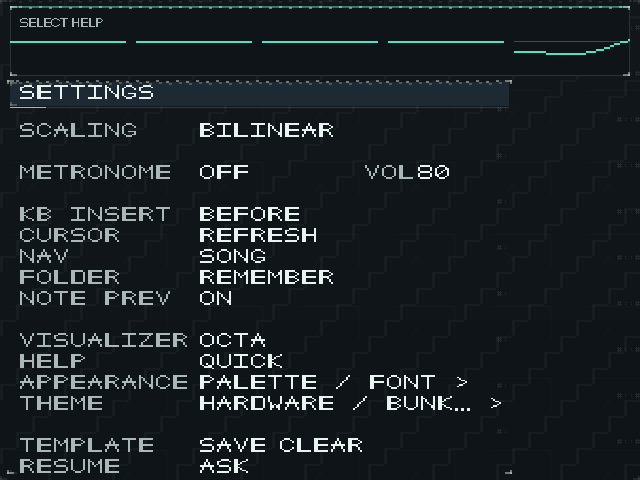 SELECT HELP
SETTINGS
SCALING BILINEAR
METRONOME OFF VOL80
KB INSERT BEFORE
CURSOR REFRESH
NAV SONG
FOLDER REMEMBER
NOTE PREV ON
VISUALIZER OCTA
HELP QUICK
APPEARANCE PALETTE / FONT >
THEME HARDWARE / BUNK... >
TEMPLATE SAVE CLEAR
RESUME ASK